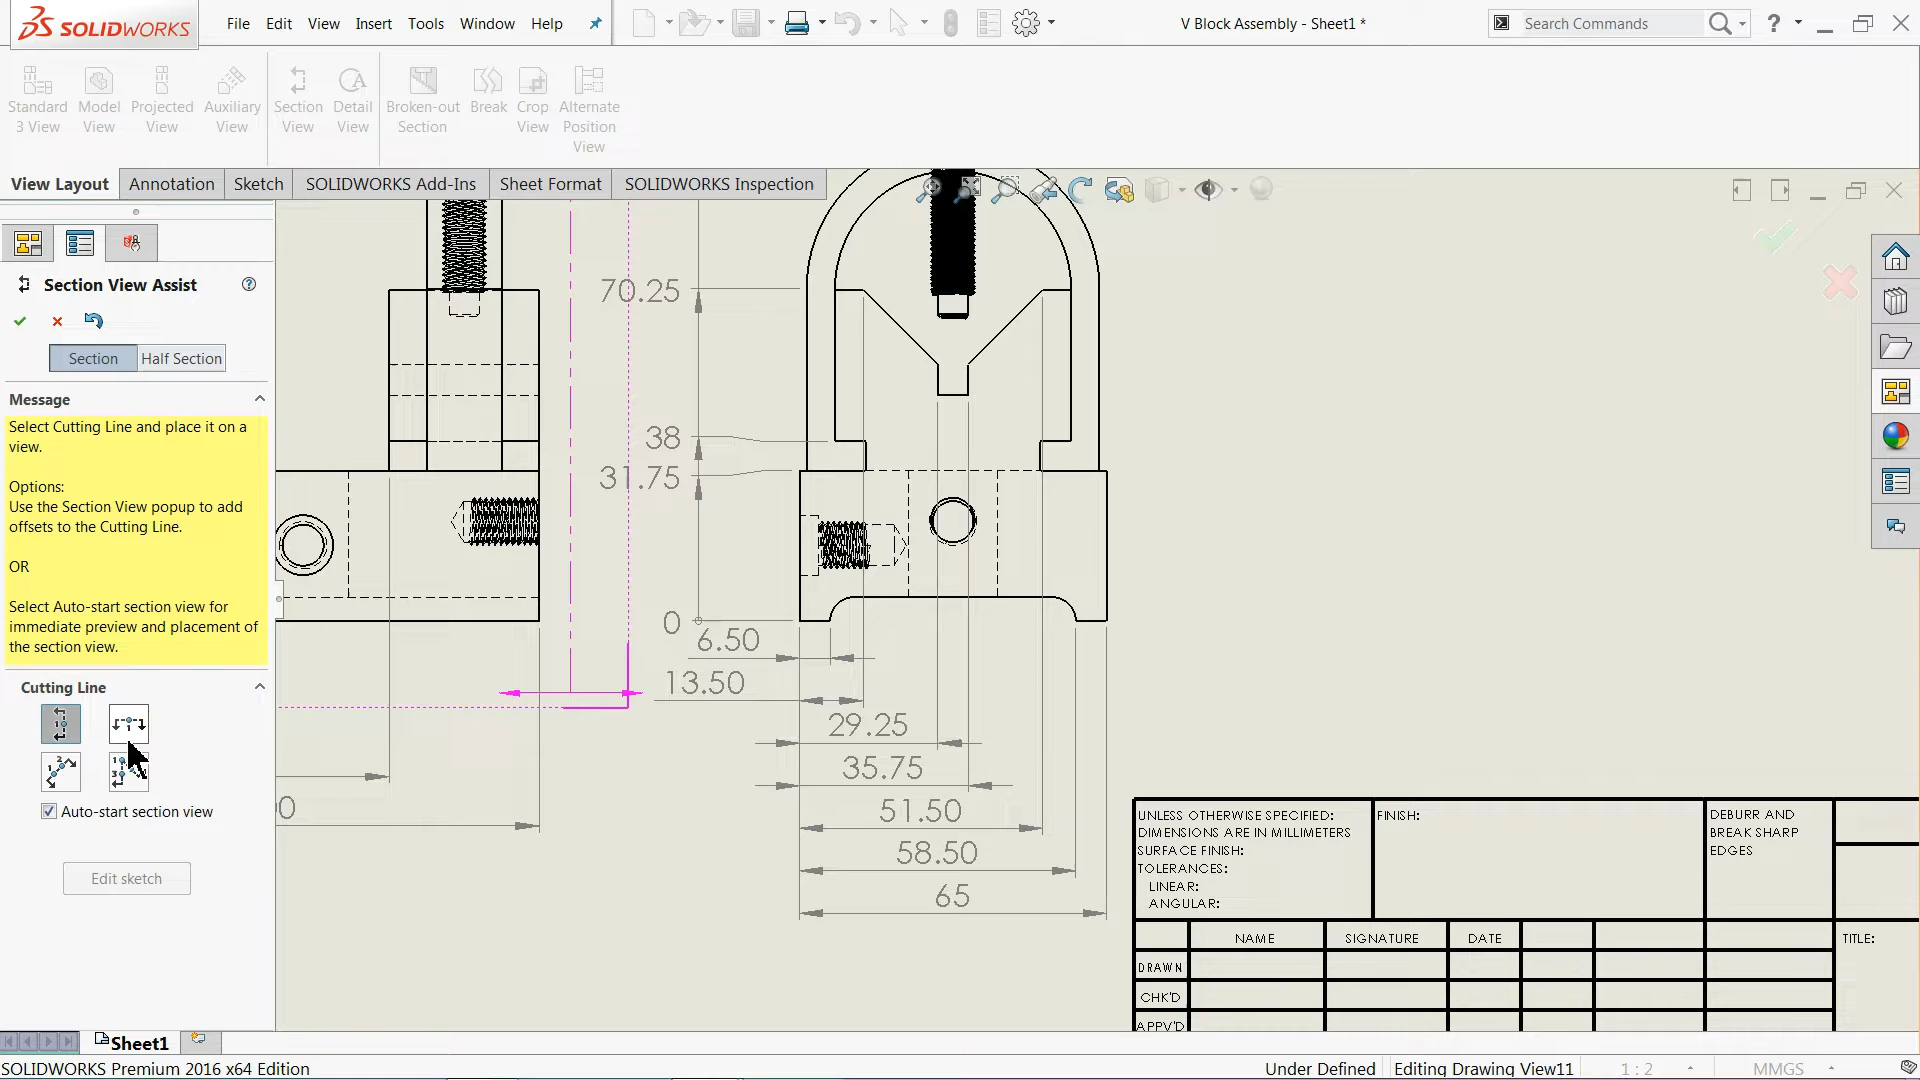 SOLIDWORKS
File Edit View Insert Tools Window Help
V Block Assembly - Sheet1 *
Search Commands
?
Standard 3 View
Model View
Projected View
Auxiliary View
Section View
Detail View
Broken-out Section
Break
Crop View
Alternate Position View
View Layout Annotation Sketch SOLIDWORKS Add-Ins Sheet Format SOLIDWORKS Inspection
Section View Assist
Section Half Section
Message
Select Cutting Line and place it on a
view.
Options:
Use the Section View popup to add
offsets to the Cutting Line.
OR
Select Auto-start section view for
immediate preview and placement of
the section view.
Cutting Line
Auto-start section view
Edit sketch
70.25
38
31.75
0
6.50
13.50
29.25
35.75
51.50
58.50
65
UNLESS OTHERWISE SPECIFIED:
DIMENSIONS ARE IN MILLIMETERS
SURFACE FINISH:
TOLERANCES:
LINEAR:
ANGULAR:
FINISH:
DEBURR AND
BREAK SHARP
EDGES
NAME SIGNATURE DATE
TITLE:
DRAWN
CHK'D
APPV'D
Sheet1
SOLIDWORKS Premium 2016 x64 Edition
Under Defined Editing Drawing View11 1 : 2 MMGS